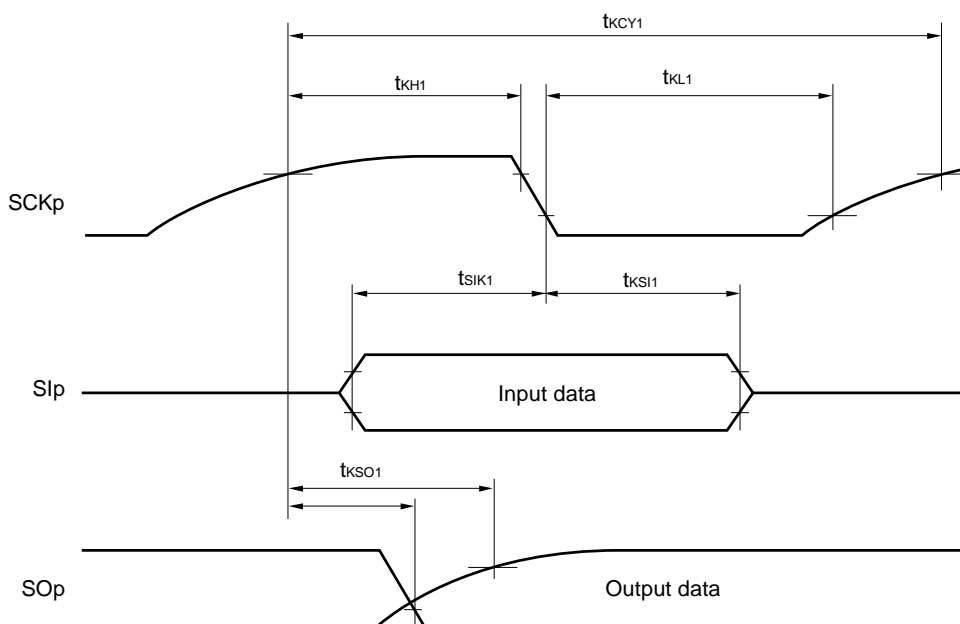 tKCY1
tKH1
tKL1
SCKp
tSIK1
tKSI1
SIp
Input data
tKSO1
SOp
Output data